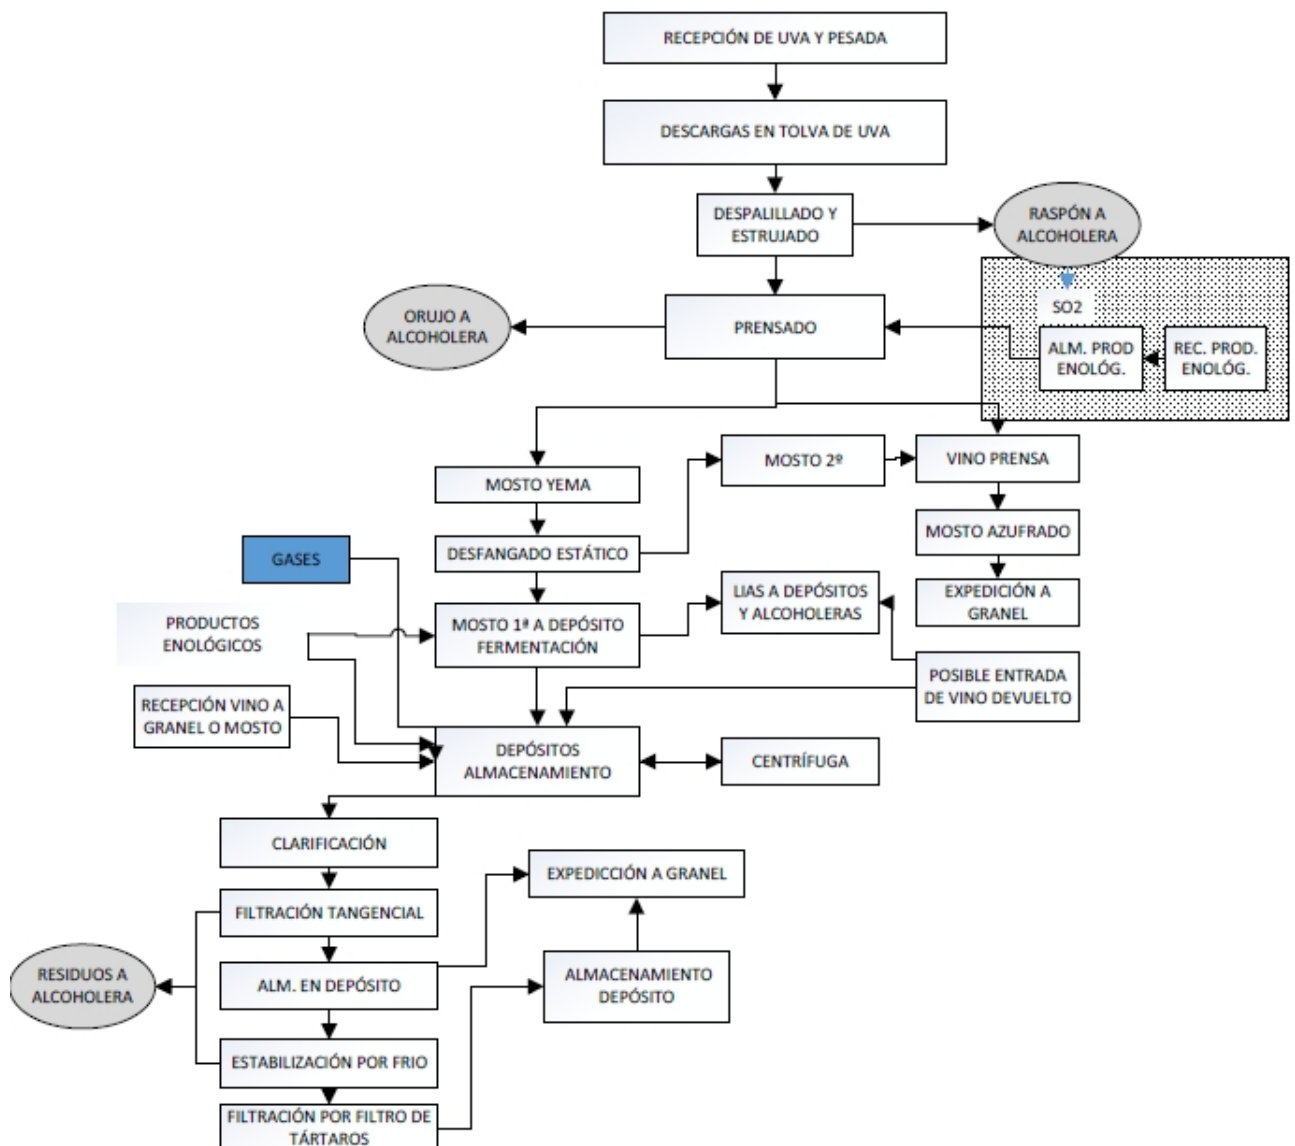 RECEPCIÓN DE UVA Y PESADA
DESCARGAS EN TOLVA DE UVA
DESPALILLADO Y
ESTRUJADO
RASPÓN A
ALCOHOLERA
ORUJO A
ALCOHOLERA
PRENSADO
SO2
ALM. PROD
ENOLÓG.
REC. PROD.
ENOLÓG.
MOSTO YEMA
MOSTO 2º
VINO PRENSA
GASES
DESFANGADO ESTÁTICO
MOSTO AZUFRADO
PRODUCTOS
ENOLÓGICOS
MOSTO 1ª A DEPÓSITO
FERMENTACIÓN
LIAS A DEPÓSITOS
Y ALCOHOLERAS
EXPEDICIÓN A
GRANEL
RECEPCIÓN VINO A
GRANEL O MOSTO
POSIBLE ENTRADA
DE VINO DEVUELTO
DEPÓSITOS
ALMACENAMIENTO
CENTRÍFUGA
CLARIFICACIÓN
EXPEDICCIÓN A GRANEL
FILTRACIÓN TANGENCIAL
RESIDUOS A
ALCOHOLERA
ALM. EN DEPÓSITO
ALMACENAMIENTO
DEPÓSITO
ESTABILIZACIÓN POR FRIO
FILTRACIÓN POR FILTRO DE
TÁRTAROS